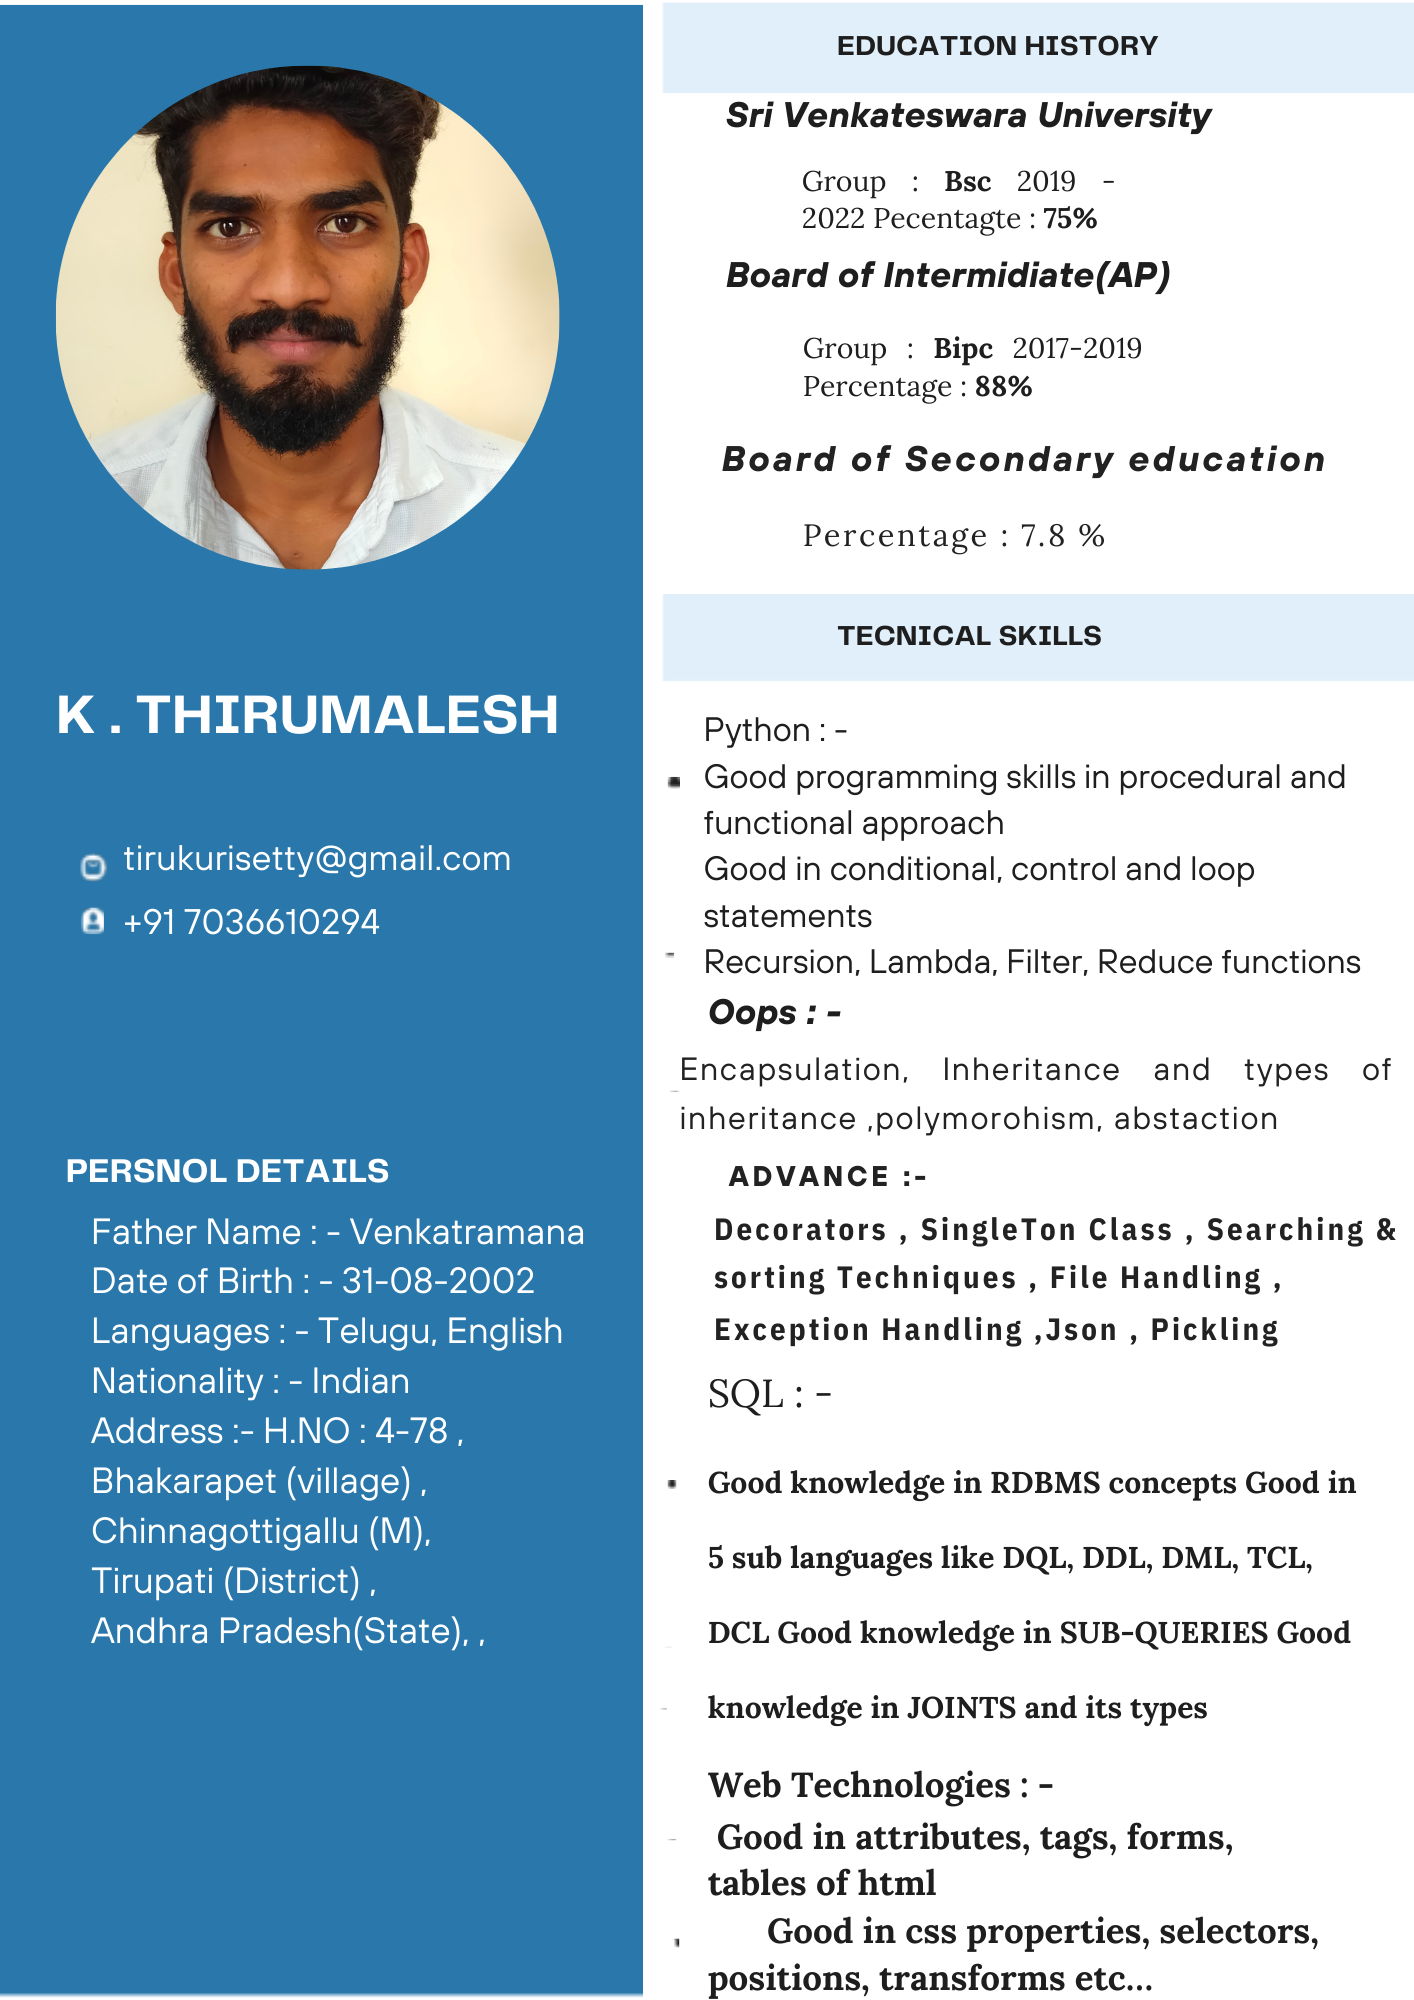 K . THIRUMALESH
tirukurisetty@gmail.com
+91 7036610294
PERSNOL DETAILS
Father Name : - Venkatramana
Date of Birth : - 31-08-2002
Languages : - Telugu, English
Nationality : - Indian
Address :- H.NO : 4-78 ,
Bhakarapet (village) ,
Chinnagottigallu (M),
Tirupati (District) ,
Andhra Pradesh(State), ,
EDUCATION HISTORY
Sri Venkateswara University
Group : Bsc 2019 -
2022 Pecentagte : 75%
Board of Intermidiate(AP)
Group : Bipc 2017-2019
Percentage : 88%
Board of Secondary education
Percentage : 7.8 %
TECNICAL SKILLS
Python : -
Good programming skills in procedural and
functional approach
Good in conditional, control and loop
statements
Recursion, Lambda, Filter, Reduce functions
Oops : -
Encapsulation, Inheritance and types of
inheritance ,polymorohism, abstaction
ADVANCE :-
Decorators , SingleTon Class , Searching &
sorting Techniques , File Handling ,
Exception Handling ,Json , Pickling
SQL : -
Good knowledge in RDBMS concepts Good in
5 sub languages like DQL, DDL, DML, TCL,
DCL Good knowledge in SUB-QUERIES Good
knowledge in JOINTS and its types
Web Technologies : -
Good in attributes, tags, forms,
tables of html
Good in css properties, selectors,
positions, transforms etc...